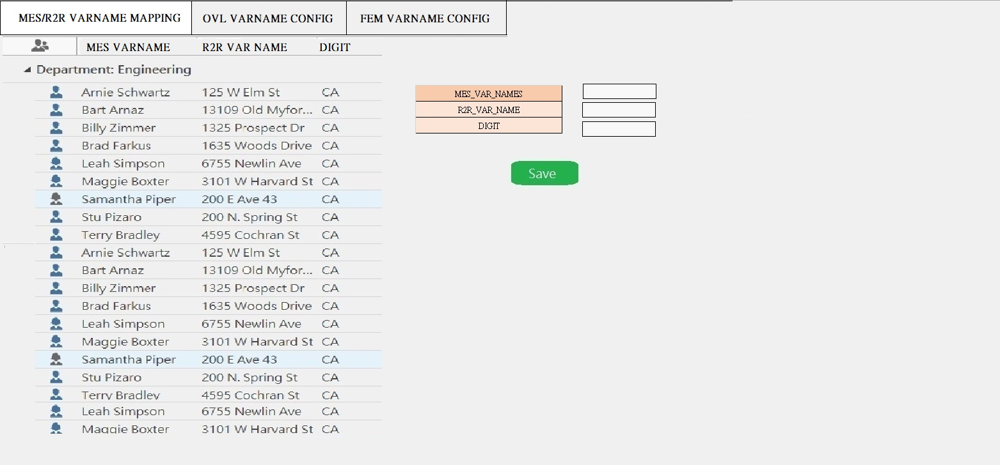 MES/R2R VARNAME MAPPING OVL VARNAME CONFIG FEM VARNAME CONFIG
MES VARNAME R2R VAR NAME DIGIT
Department: Engineering
Arnie Schwartz 125 W Elm St CA
Bart Arnaz 13109 Old Myfor... CA
Billy Zimmer 1325 Prospect Dr CA
Brad Farkus 1635 Woods Drive CA
Leah Simpson 6755 Newlin Ave CA
Maggie Boxter 3101 W Harvard St CA
Samantha Piper 200 E Ave 43 CA
Stu Pizaro 200 N. Spring St CA
Terry Bradley 4595 Cochran St CA
Arnie Schwartz 125 W Elm St CA
Bart Arnaz 13109 Old Myfor... CA
Billy Zimmer 1325 Prospect Dr CA
Brad Farkus 1635 Woods Drive CA
Leah Simpson 6755 Newlin Ave CA
Maggie Boxter 3101 W Harvard St CA
Samantha Piper 200 E Ave 43 CA
Stu Pizaro 200 N. Spring St CA
Terry Bradley 4595 Cochran St CA
Leah Simpson 6755 Newlin Ave CA
Maggie Boxter 3101 W Harvard St CA
MES_VAR_NAMES
R2R_VAR_NAME
DIGIT
Save